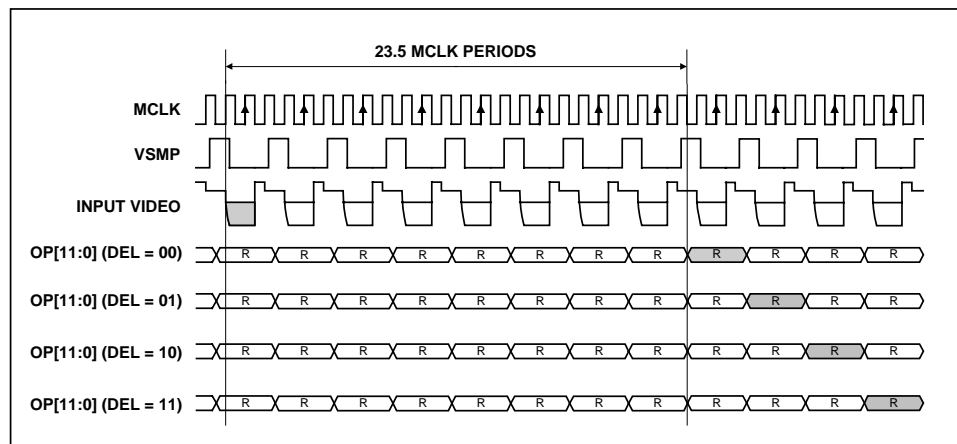 23.5 MCLK PERIODS
MCLK
VSMP
INPUT VIDEO
OP[11:0] (DEL = 00) R R R R R R R R R R R R
OP[11:0] (DEL = 01) R R R R R R R R R R R R
OP[11:0] (DEL = 10) R R R R R R R R R R R R
OP[11:0] (DEL = 11) R R R R R R R R R R R R